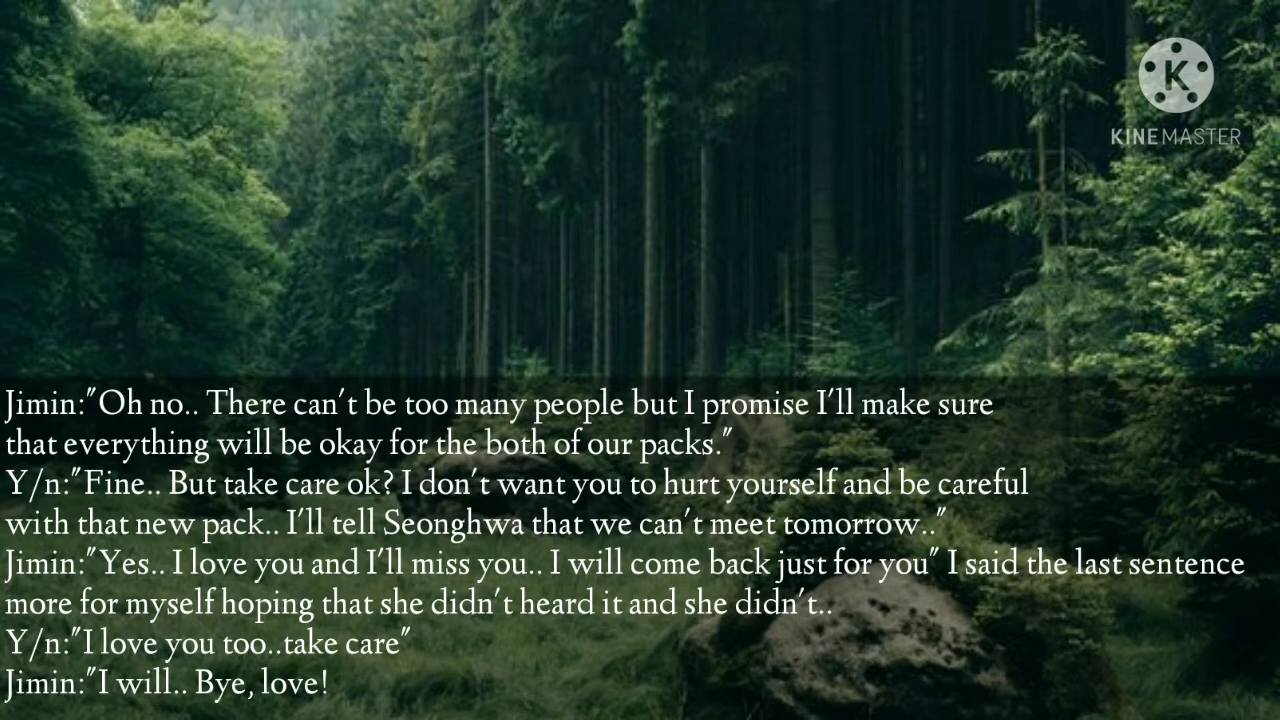 K
KINEMASTER
Jimin:"Oh no.. There can't be too many people but I promise I'll make sure
that everything will be okay for the both of our packs."
Y/n:"Fine.. But take care ok? I don't want you to hurt yourself and be careful
with that new pack.. I'll tell Seonghwa that we can't meet tomorrow.."
Jimin:"Yes.. I love you and I'll miss you.. I will come back just for you" I said the last sentence
more for myself hoping that she didn't heard it and she didn't..
Y/n:"I love you too..take care"
Jimin:"I will.. Bye, love!